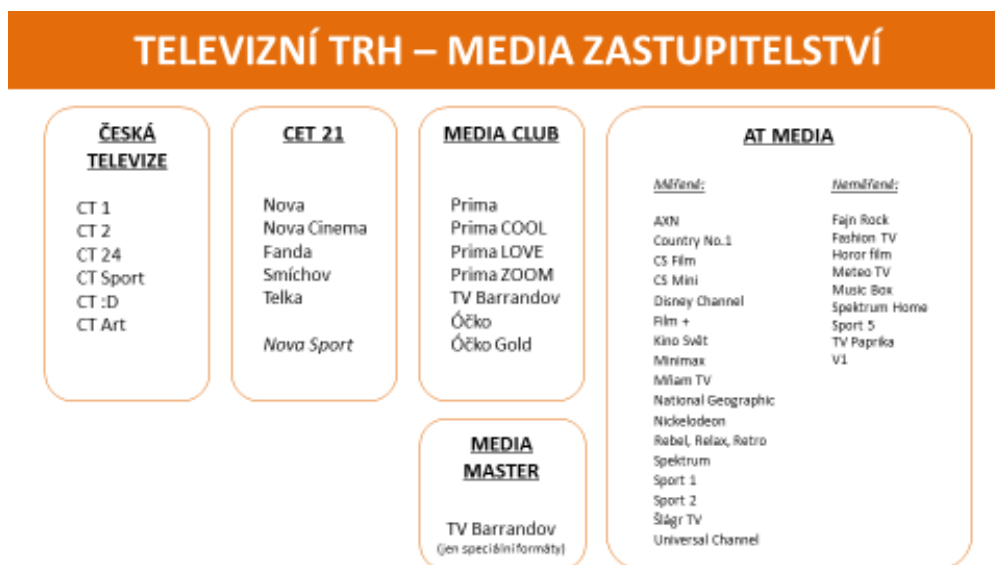 TELEVIZNÍ TRH – MEDIA ZASTUPITELSTVÍ
ČESKÁ
TELEVIZE
CT 1
CT 2
CT 24
CT Sport
CT :D
CT Art
CET 21
Nova
Nova Cinema
Fanda
Smíchov
Telka
Nova Sport
MEDIA CLUB
Prima
Prima COOL
Prima LOVE
Prima ZOOM
TV Barrandov
Óčko
Óčko Gold
MEDIA
MASTER
TV Barrandov
(jen speciální formáty)
AT MEDIA
Měřené:
AXN
Country No.1
CS Film
CS Mini
Disney Channel
Film +
Kino Svět
Minimax
Mňam TV
National Geographic
Nickelodeon
Rebel, Relax, Retro
Spektrum
Sport 1
Sport 2
Šlágr TV
Universal Channel
Neměřené:
Fajn Rock
Fashion TV
Horor film
Meteo TV
Music Box
Spektrum Home
Sport 5
TV Paprika
V1